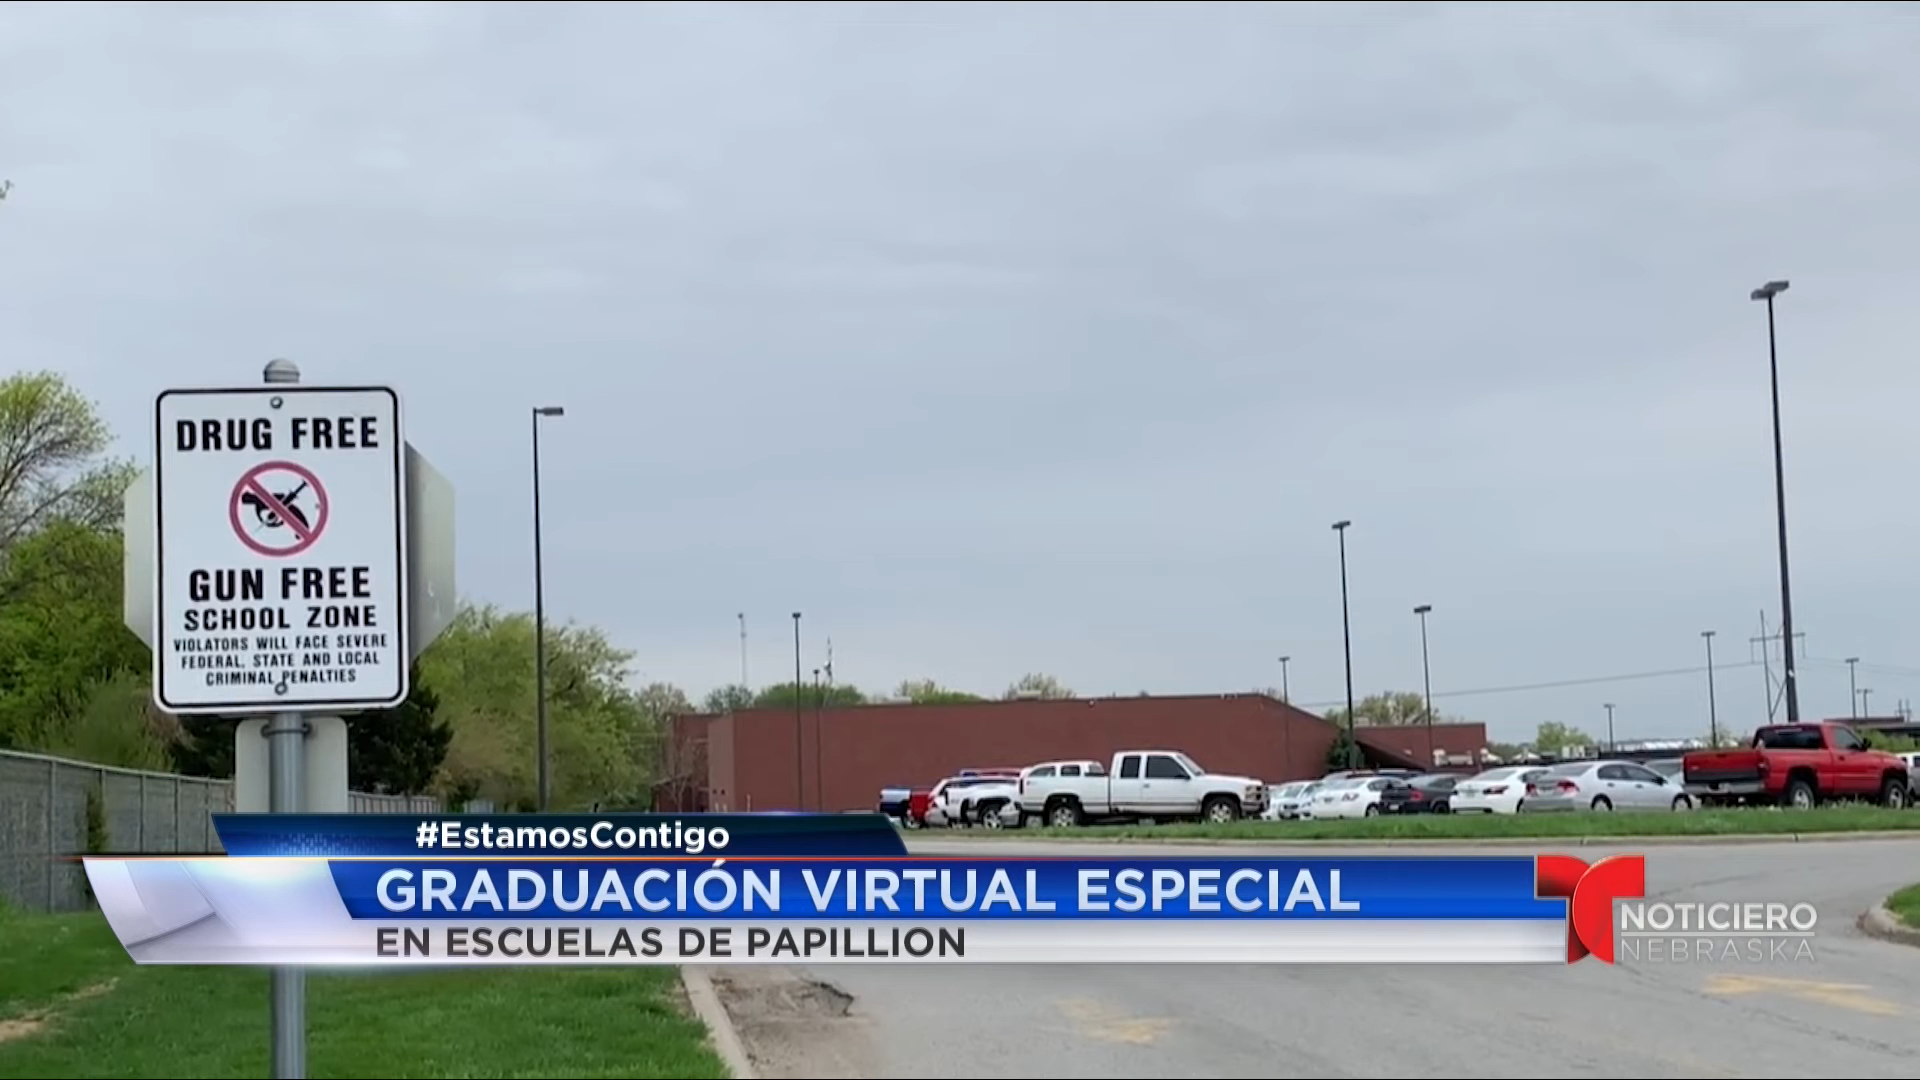 DRUG FREE
GUN FREE
SCHOOL ZONE
VIOLATORS WILL FACE SEVERE
FEDERAL, STATE AND LOCAL
CRIMINAL PENALTIES
#EstamosContigo
GRADUACIÓN VIRTUAL ESPECIAL
EN ESCUELAS DE PAPILLION
NOTICIERO
NEBRASKA